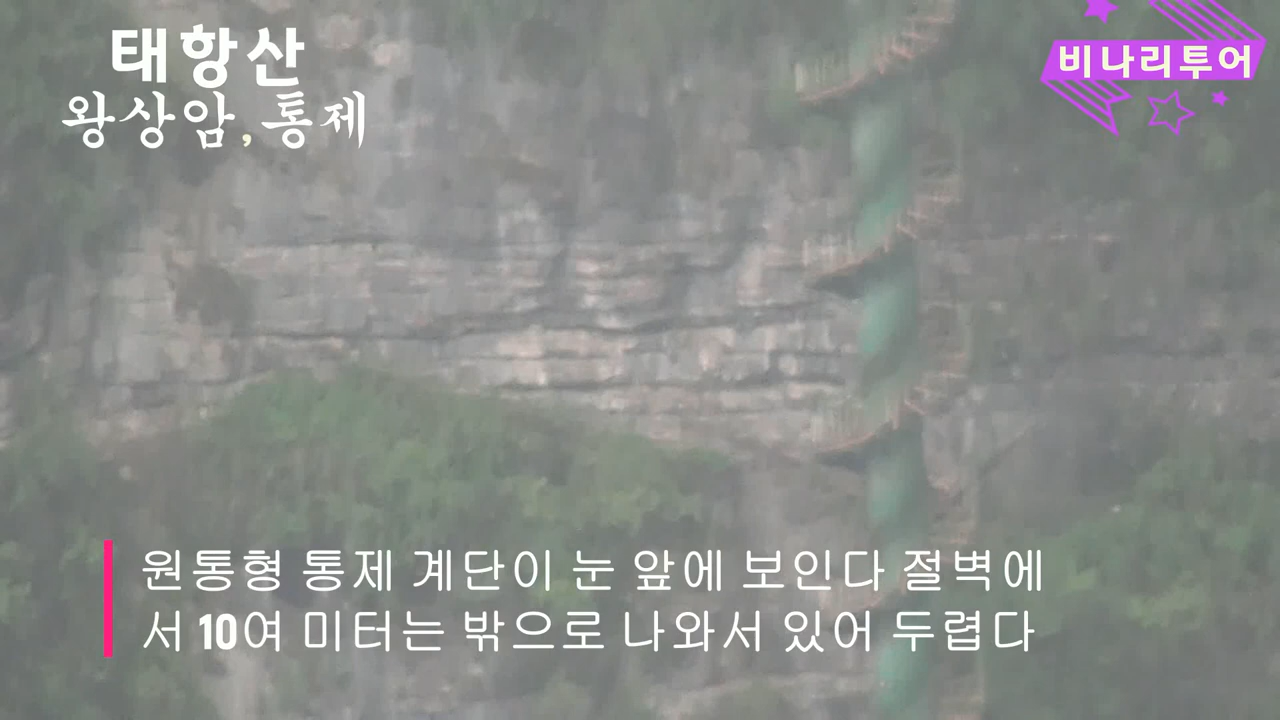 태항산
왕상암, 통제
비나리투어
원통형 통제 계단이 눈 앞에 보인다 절벽에
서 10여 미터는 밖으로 나와서 있어 두렵다